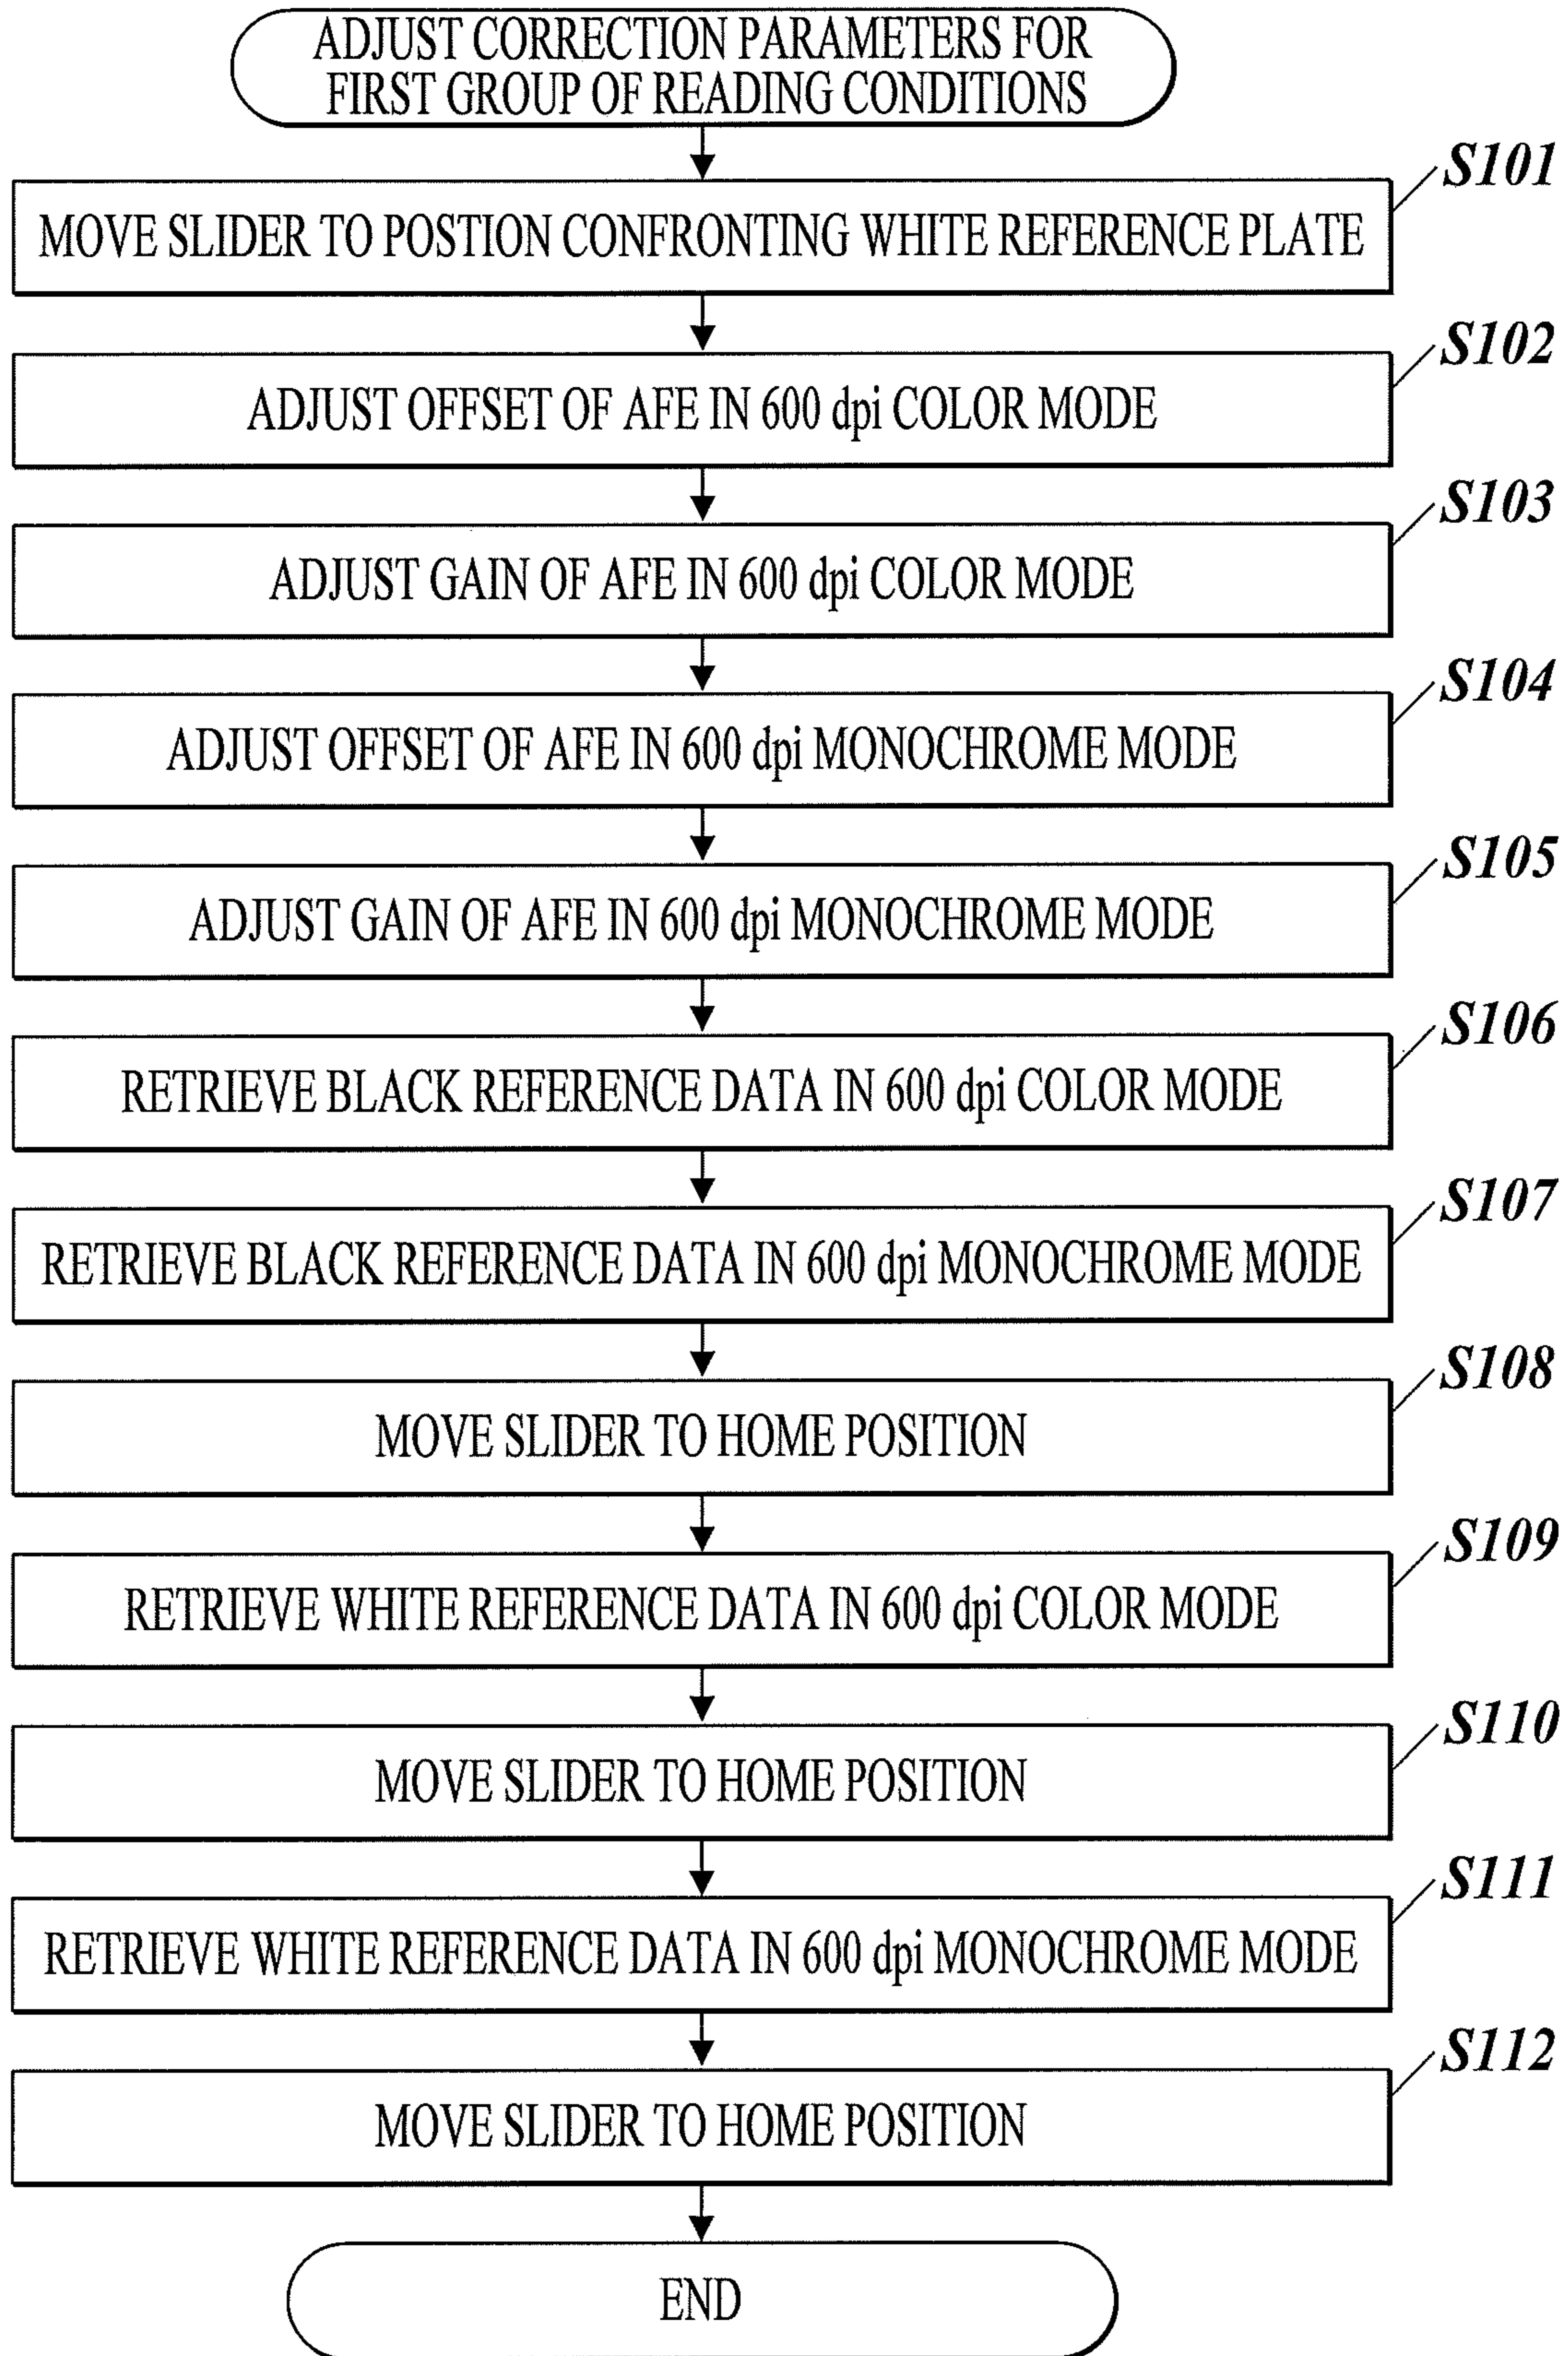 ADJUST CORRECTION PARAMETERS FOR
FIRST GROUP OF READING CONDITIONS
S101
MOVE SLIDER TO POSTION CONFRONTING WHITE REFERENCE PLATE
S102
ADJUST OFFSET OF AFE IN 600 dpi COLOR MODE
S103
ADJUST GAIN OF AFE IN 600 dpi COLOR MODE
S104
ADJUST OFFSET OF AFE IN 600 dpi MONOCHROME MODE
S105
ADJUST GAIN OF AFE IN 600 dpi MONOCHROME MODE
S106
RETRIEVE BLACK REFERENCE DATA IN 600 dpi COLOR MODE
S107
RETRIEVE BLACK REFERENCE DATA IN 600 dpi MONOCHROME MODE
S108
MOVE SLIDER TO HOME POSITION
S109
RETRIEVE WHITE REFERENCE DATA IN 600 dpi COLOR MODE
S110
MOVE SLIDER TO HOME POSITION
S111
RETRIEVE WHITE REFERENCE DATA IN 600 dpi MONOCHROME MODE
S112
MOVE SLIDER TO HOME POSITION
END